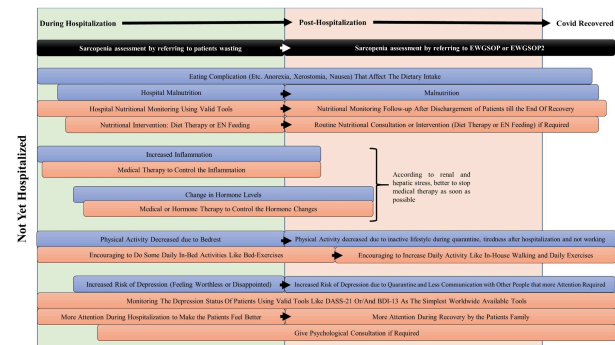 During Hospitalization
Post-Hospitalization
Covid Recovered
Not Yet Hospitalized
Sarcopenia assessment by referring to patients wasting
Sarcopenia assessment by referring to EWGSOP or EWGSOP2
Eating Complication (Etc. Anorexia, Xerostomia, Nausea) That Affect The Dietary Intake
Hospital Malnutrition
Malnutrition
Hospital Nutritional Monitoring Using Valid Tools
Nutritional Monitoring Follow-up After Dischargement of Patients till the End Of Recovery
Nutritional Intervention: Diet Therapy or EN Feeding
Routine Nutritional Consultation or Intervention (Diet Therapy or EN Feeding) if Required
Increased Inflammation
Medical Therapy to Control the Inflammation
Change in Hormone Levels
Medical or Hormone Therapy to Control the Hormone Changes
According to renal and
hepatic stress, better to stop
medical therapy as soon as
possible
Physical Activity Decreased due to Bedrest
Physical Activity decreased due to inactive lifestyle during quarantine, tiredness after hospitalization and not working
Encouraging to Do Some Daily In-Bed Activities Like Bed-Exercises
Encouraging to Increase Daily Activity Like In-House Walking and Daily Exercises
Increased Risk of Depression (Feeling Worthless or Disappointed)
Increased Risk of Depression due to Quarantine and Less Communication with Other People that more Attention Required
Monitoring The Depression Status Of Patients Using Valid Tools Like DASS-21 Or/And BDI-13 As The Simplest Worldwide Available Tools
More Attention During Hospitalization to Make the Patients Feel Better
More Attention During Recovery by the Patients Family
Give Psychological Consultation if Required